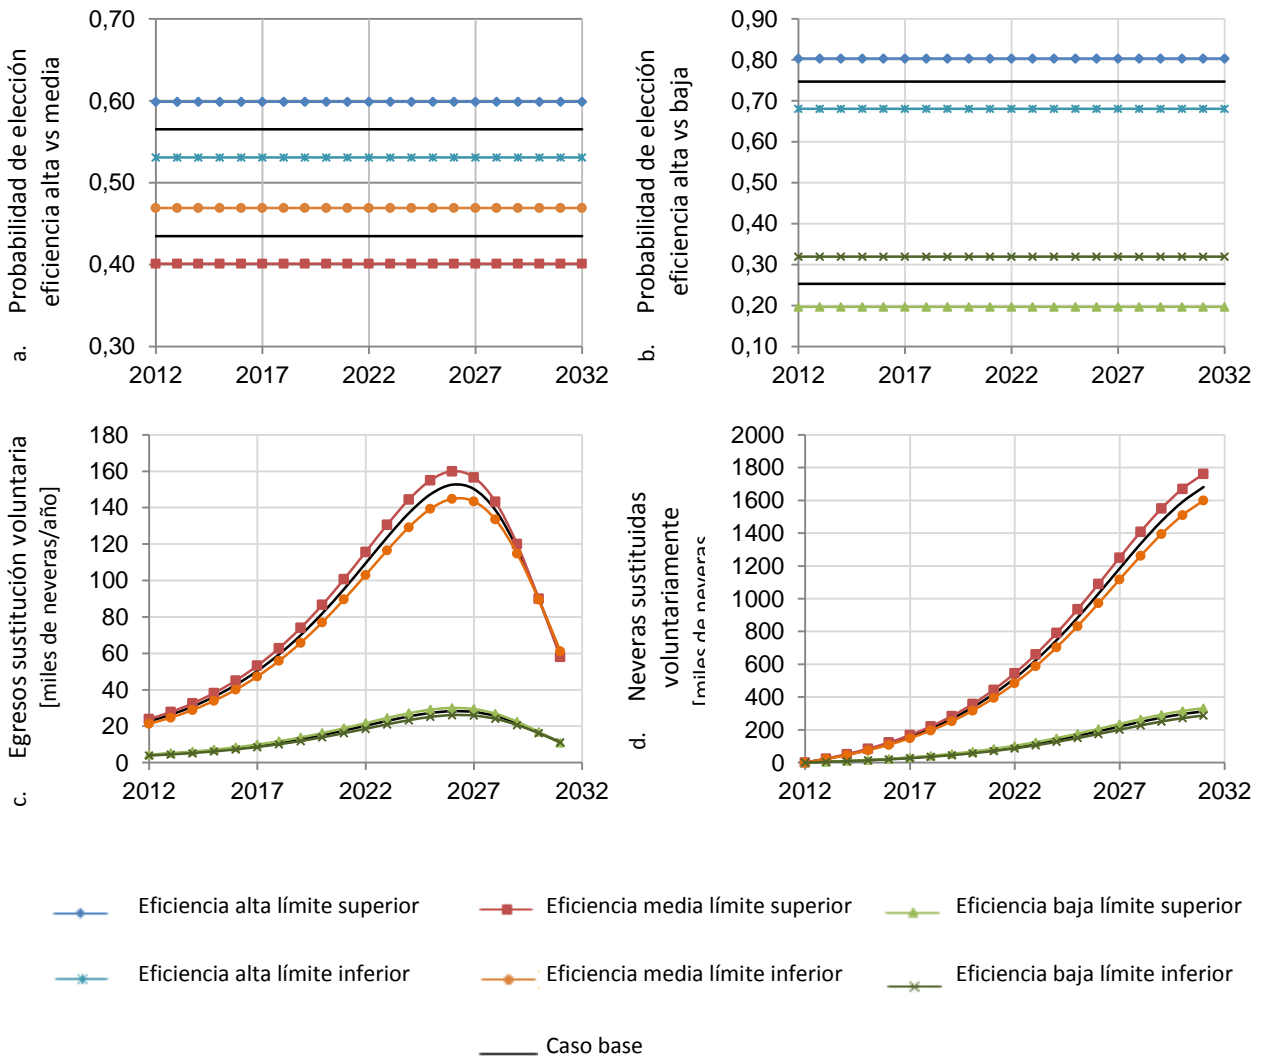 a. Probabilidad de elección
eficiencia alta vs media
0,70
0,60
0,50
0,40
0,30
2012 2017 2022 2027 2032
b. Probabilidad de elección
eficiencia alta vs baja
0,90
0,80
0,70
0,60
0,50
0,40
0,30
0,20
0,10
2012 2017 2022 2027 2032
c. Egresos sustitución voluntaria
[miles de neveras/año]
180
160
140
120
100
80
60
40
20
0
2012 2017 2022 2027 2032
d. Neveras sustituidas
voluntariamente
[miles de neveras
2000
1800
1600
1400
1200
1000
800
600
400
200
0
2012 2017 2022 2027 2032
Eficiencia alta límite superior
Eficiencia media límite superior
Eficiencia baja límite superior
Eficiencia alta límite inferior
Eficiencia media límite inferior
Eficiencia baja límite inferior
Caso base